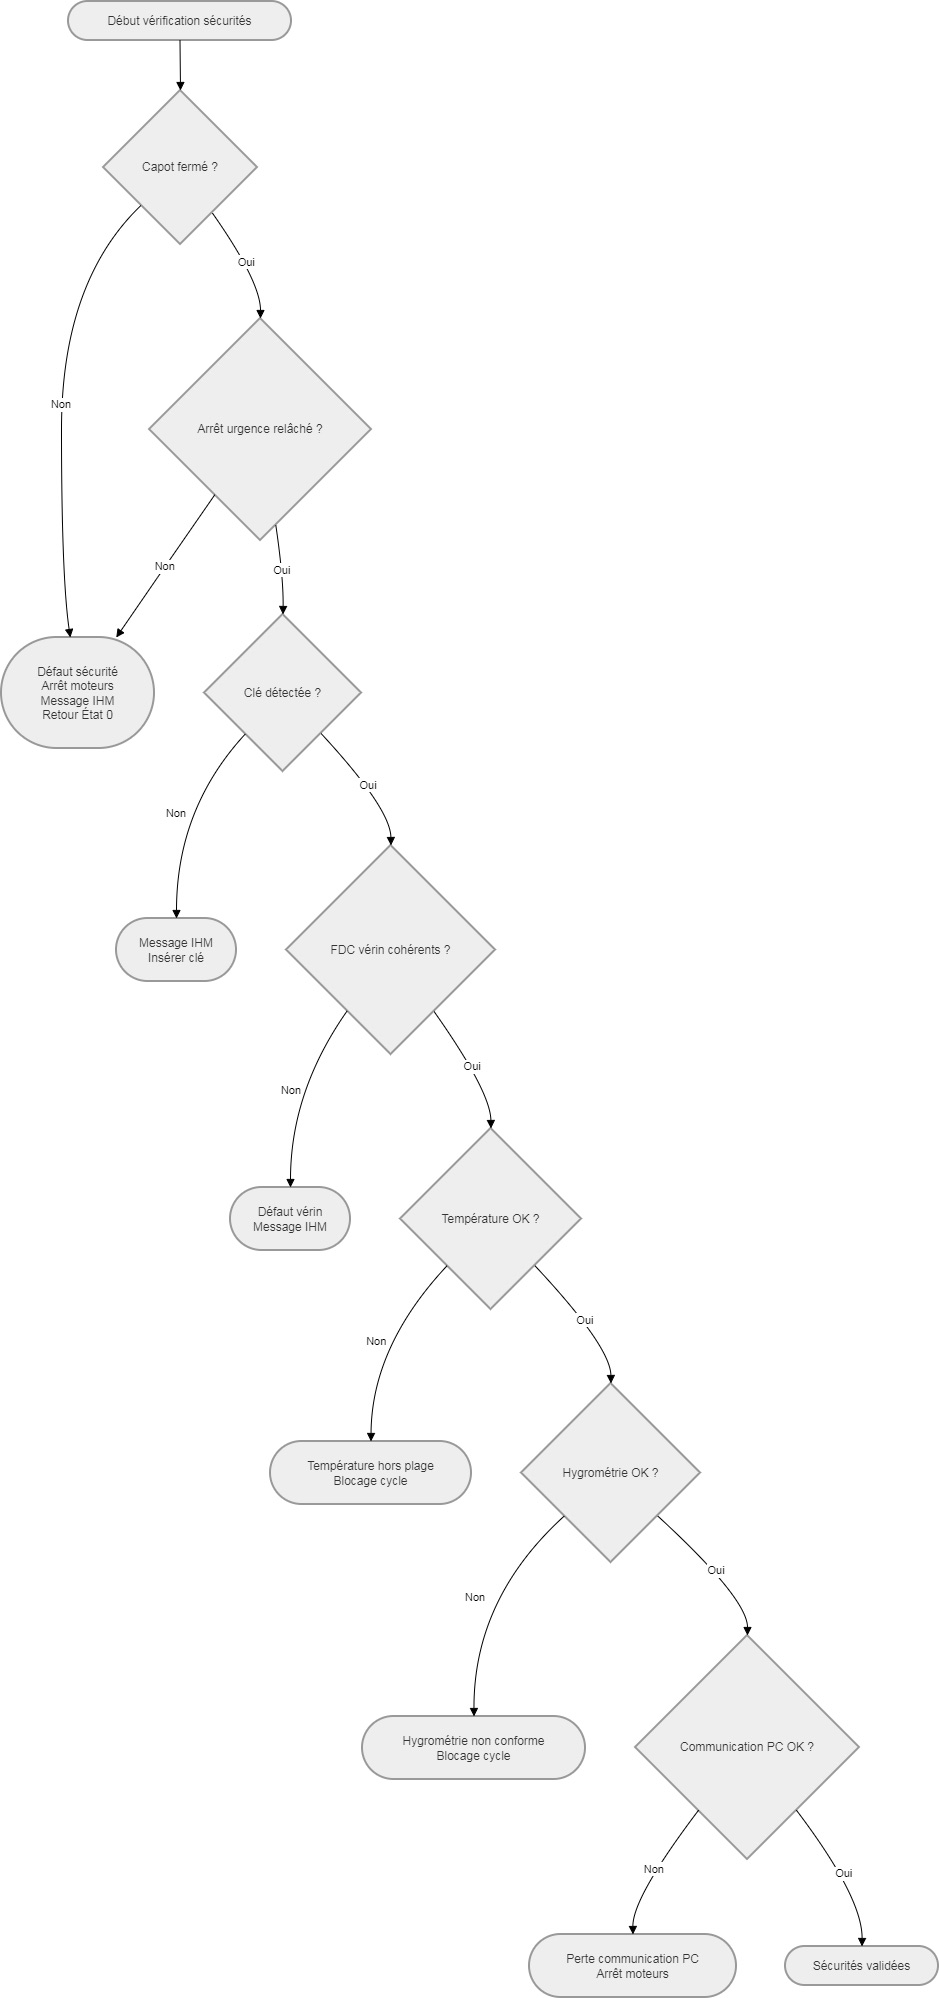 Début vérification sécurités
Capot fermé ?
Oui
Non
Arrêt urgence relâché ?
Non
Oui
Défaut sécurité
Arrêt moteurs
Message IHM
Retour État 0
Clé détectée ?
Oui
Non
Message IHM
Insérer clé
FDC vérin cohérents ?
Oui
Non
Défaut vérin
Message IHM
Température OK ?
Oui
Non
Température hors plage
Blocage cycle
Hygrométrie OK ?
Oui
Non
Hygrométrie non conforme
Blocage cycle
Communication PC OK ?
Non
Oui
Perte communication PC
Arrêt moteurs
Sécurités validées